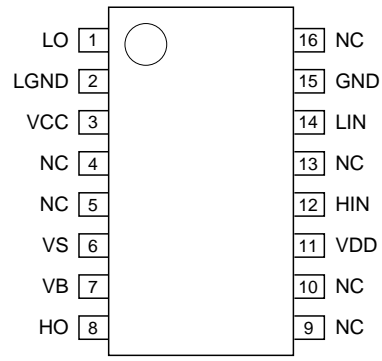 LO 1 16 NC
LGND 2 15 GND
VCC 3 14 LIN
NC 4 13 NC
NC 5 12 HIN
VS 6 11 VDD
VB 7 10 NC
HO 8 9 NC